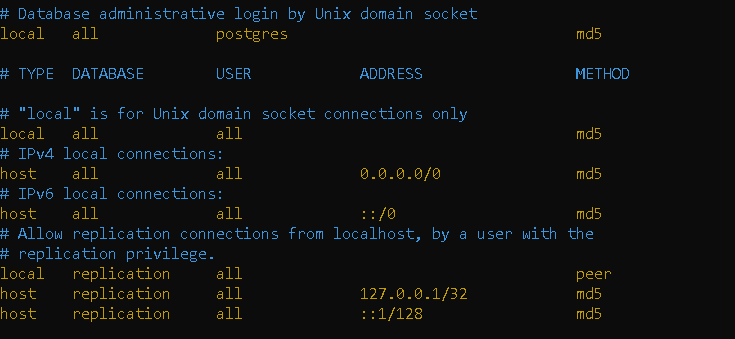 # Database administrative login by Unix domain socket
local   all             postgres                                md5
# TYPE  DATABASE        USER            ADDRESS                 METHOD
# "local" is for Unix domain socket connections only
local   all             all                                     md5
# IPv4 local connections:
host    all             all             0.0.0.0/0               md5
# IPv6 local connections:
host    all             all             ::/0                    md5
# Allow replication connections from localhost, by a user with the
# replication privilege.
local   replication     all                                     peer
host    replication     all             127.0.0.1/32            md5
host    replication     all             ::1/128                 md5